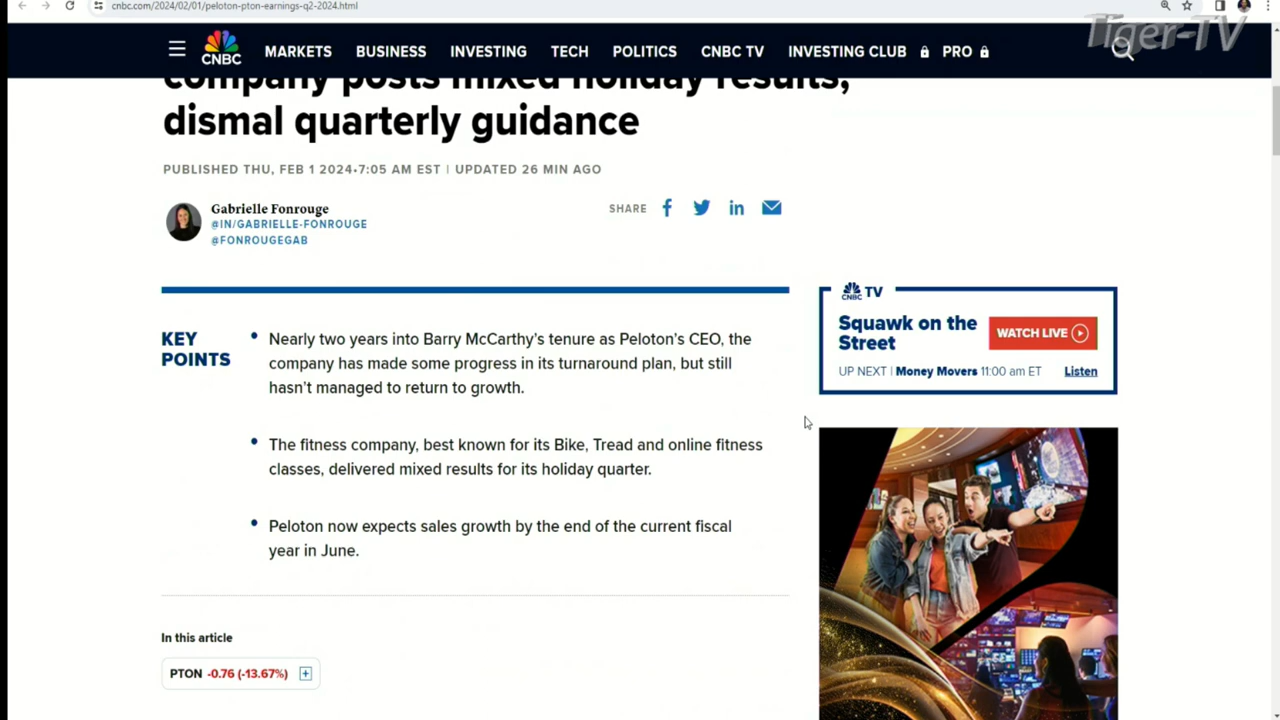 cnbc.com/2024/02/01/peloton-pton-earnings-q2-2024.html
Tiger-TV
CNBC
MARKETS BUSINESS INVESTING TECH POLITICS CNBC TV INVESTING CLUB PRO
company posts mixed holiday results,
dismal quarterly guidance
PUBLISHED THU, FEB 1 2024•7:05 AM EST | UPDATED 26 MIN AGO
Gabrielle Fonrouge
@IN/GABRIELLE-FONROUGE
@FONROUGEGAB
SHARE
KEY
POINTS
• Nearly two years into Barry McCarthy's tenure as Peloton's CEO, the
company has made some progress in its turnaround plan, but still
hasn't managed to return to growth.
• The fitness company, best known for its Bike, Tread and online fitness
classes, delivered mixed results for its holiday quarter.
• Peloton now expects sales growth by the end of the current fiscal
year in June.
In this article
PTON -0.76 (-13.67%)
CNBC TV
Squawk on the
Street
WATCH LIVE
UP NEXT | Money Movers 11:00 am ET Listen